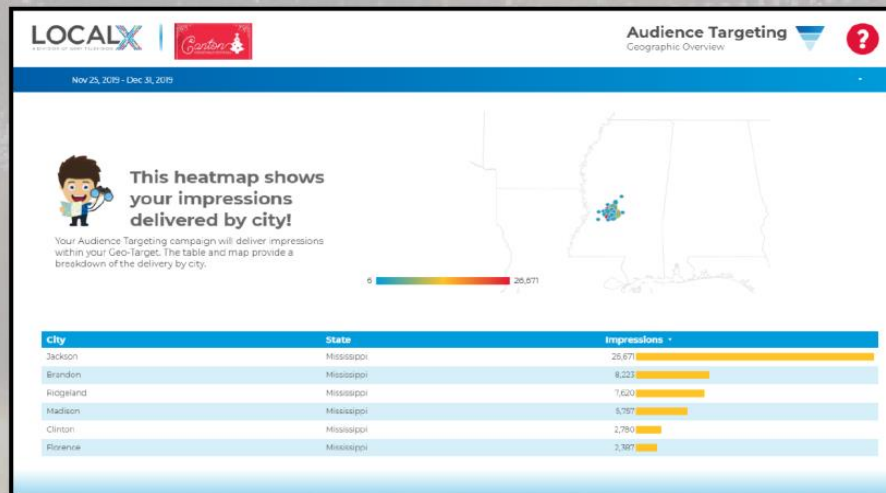 LOCALX
Canton
Audience Targeting
Geographic Overview
?
Nov 25, 2019 - Dec 31, 2019
This heatmap shows
your impressions
delivered by city!
Your Audience Targeting campaign will deliver impressions
within your Geo-Target. The table and map provide a
breakdown of the delivery by city.
6 26,671
City State Impressions
Jackson Mississippi 26,671
Brandon Mississippi 8,223
Ridgeland Mississippi 7,620
Madison Mississippi 5,757
Clinton Mississippi 2,780
Florence Mississippi 2,387